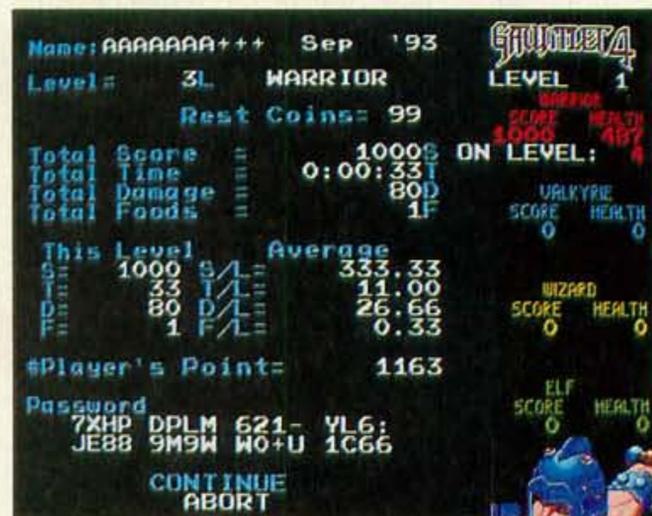 Name: AAAAAAA+++ Sep '93
Level= 3L WARRIOR
Rest Coins= 99
Total Score = 1000S
Total Time = 0:00:33T
Total Damage = 80D
Total Foods = 1F
This Level Average
S= 1000 S/L= 333.33
T= 33 T/L= 11.00
D= 80 D/L= 26.66
F= 1 F/L= 0.33
#Player's Point= 1163
Password
7XHP DPLM 621- YL6:
JE88 9M9W W0+U 1C66
CONTINUE
ABORT
GAUNTLET 4
LEVEL 1
WARRIOR
SCORE HEALTH
1000 487
ON LEVEL: 4
VALKYRIE
SCORE HEALTH
0 0
WIZARD
SCORE HEALTH
0 0
ELF
SCORE HEALTH
0 0